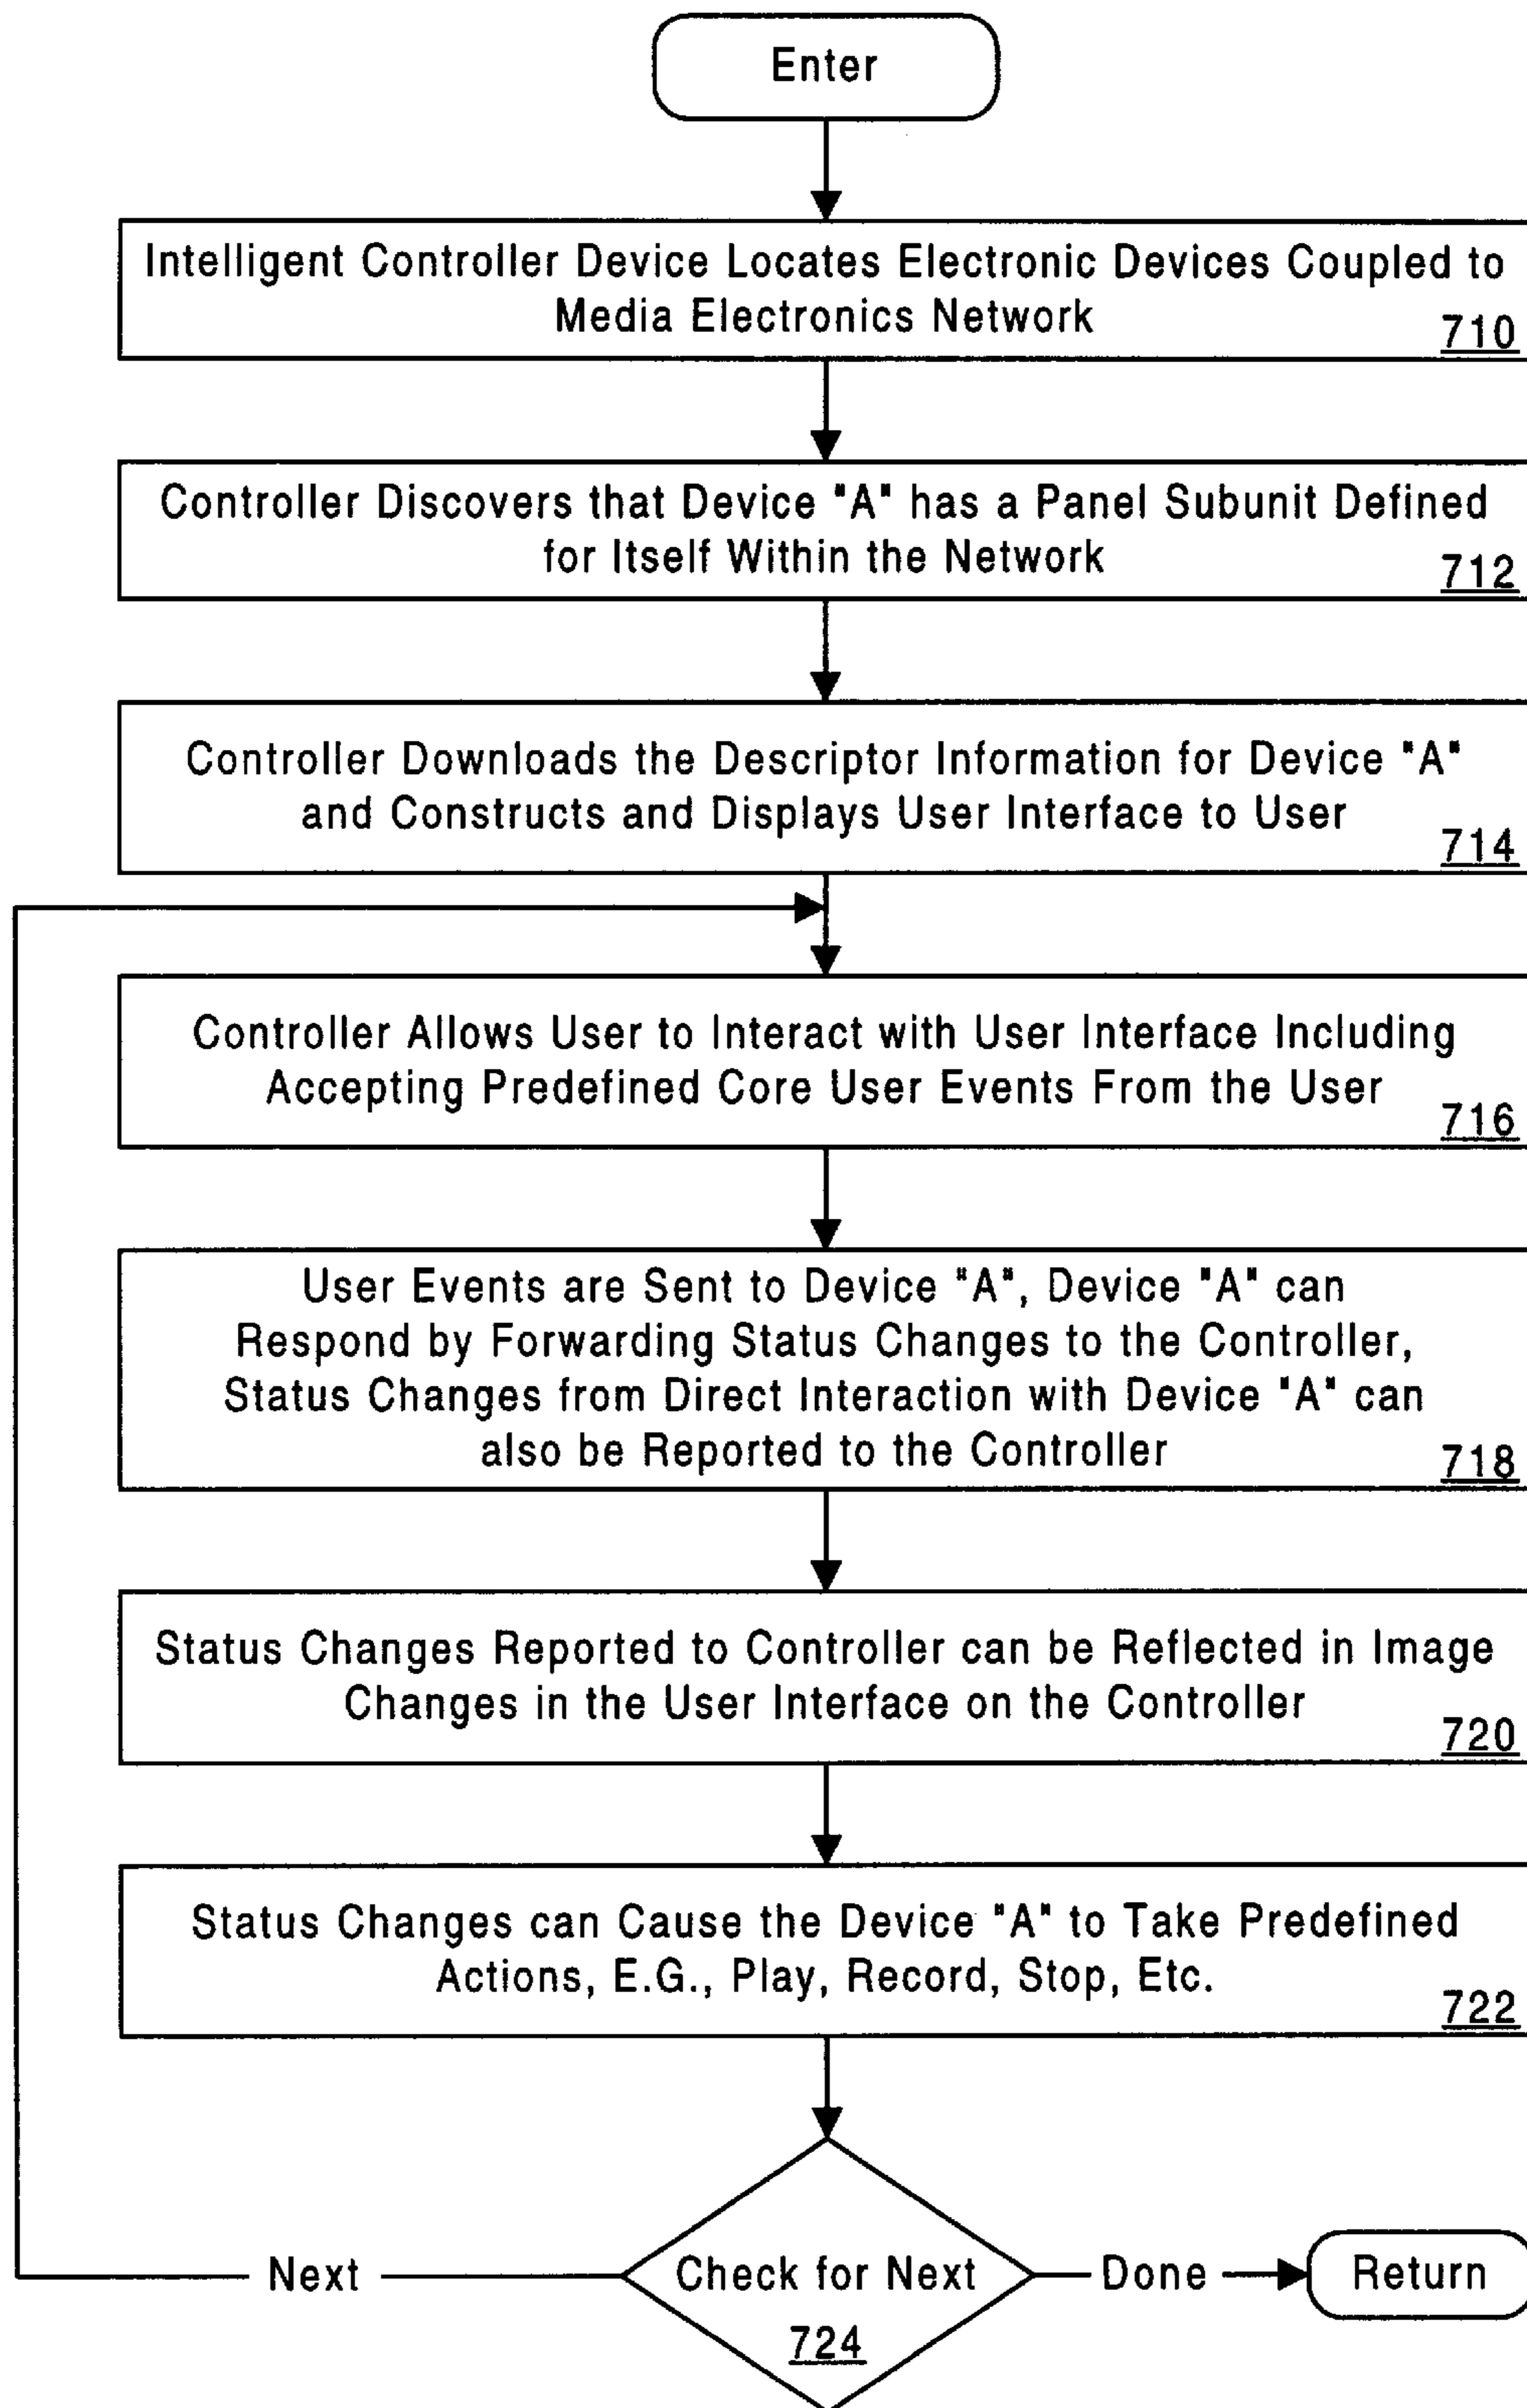 Enter
Intelligent Controller Device Locates Electronic Devices Coupled to
Media Electronics Network
710
Controller Discovers that Device "A" has a Panel Subunit Defined
for Itself Within the Network
712
Controller Downloads the Descriptor Information for Device "A"
and Constructs and Displays User Interface to User
714
Controller Allows User to Interact with User Interface Including
Accepting Predefined Core User Events From the User
716
User Events are Sent to Device "A", Device "A" can
Respond by Forwarding Status Changes to the Controller,
Status Changes from Direct Interaction with Device "A" can
also be Reported to the Controller
718
Status Changes Reported to Controller can be Reflected in Image
Changes in the User Interface on the Controller
720
Status Changes can Cause the Device "A" to Take Predefined
Actions, E.G., Play, Record, Stop, Etc.
722
Next
Check for Next
724
Done
Return